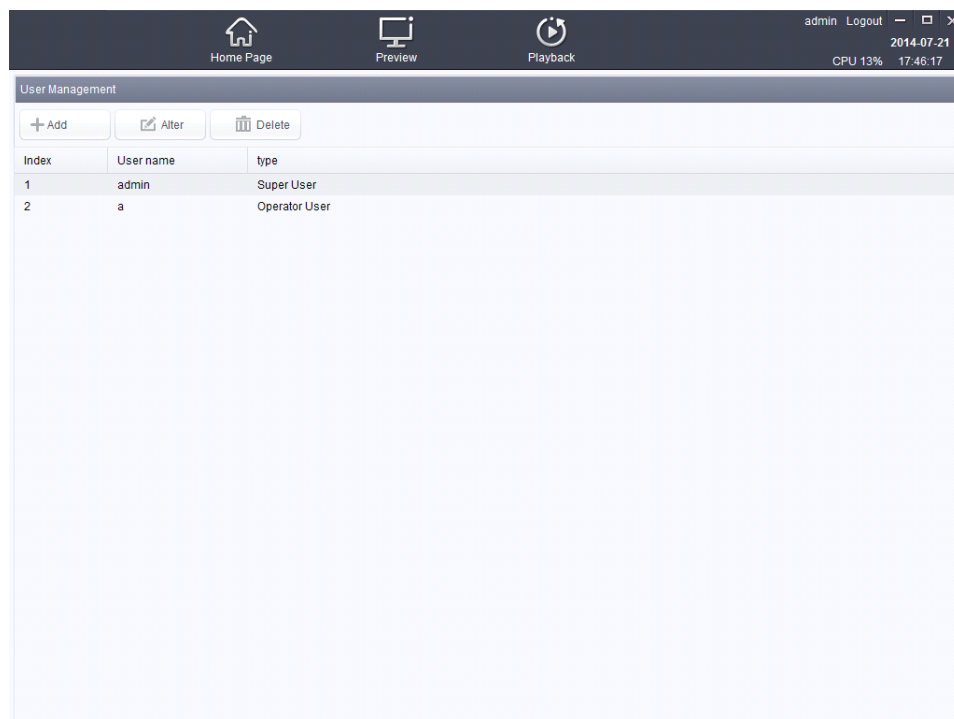 admin Logout
2014-07-21
Home Page Preview Playback CPU 13% 17:46:17
User Management
Add Alter Delete
Index User name type
1 admin Super User
2 a Operator User